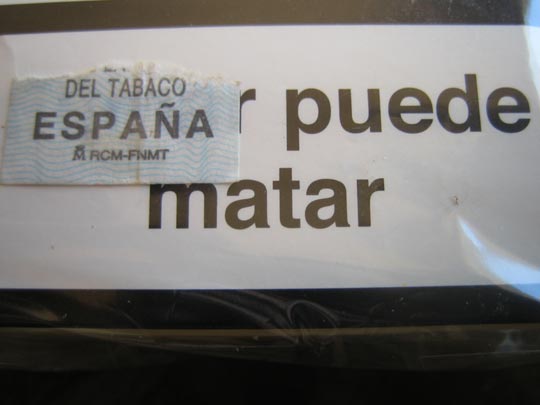 DEL TABACO
ESPAÑA
M RCM-FNMT
puede
matar